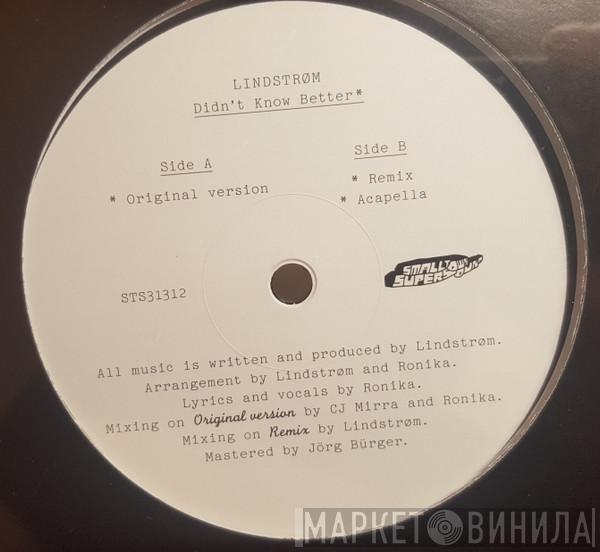 LINDSTRØM
Didn't Know Better*
Side A
* Original version
Side B
* Remix
* Acapella
STS31312
SMALLTOWN
SUPERSOUND
All music is written and produced by Lindstrøm.
Arrangement by Lindstrøm and Ronika.
Lyrics and vocals by Ronika.
Mixing on Original version by CJ Mirra and Ronika.
Mixing on Remix by Lindstrøm.
Mastered by Jörg Bürger.
МАРКЕТ ВИНИЛА